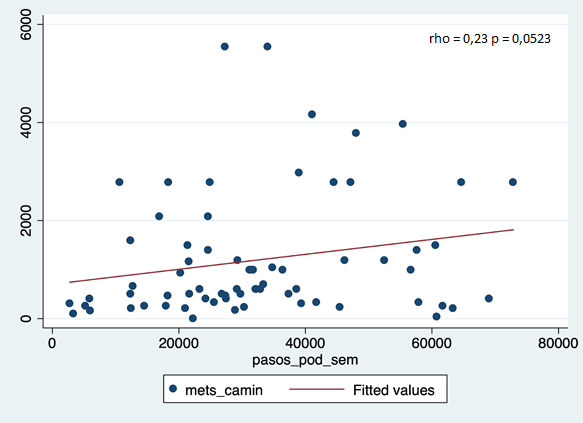 rho = 0,23 p = 0,0523
6000
4000
2000
0
0
20000
40000
60000
80000
pasos_pod_sem
mets_camin
Fitted values